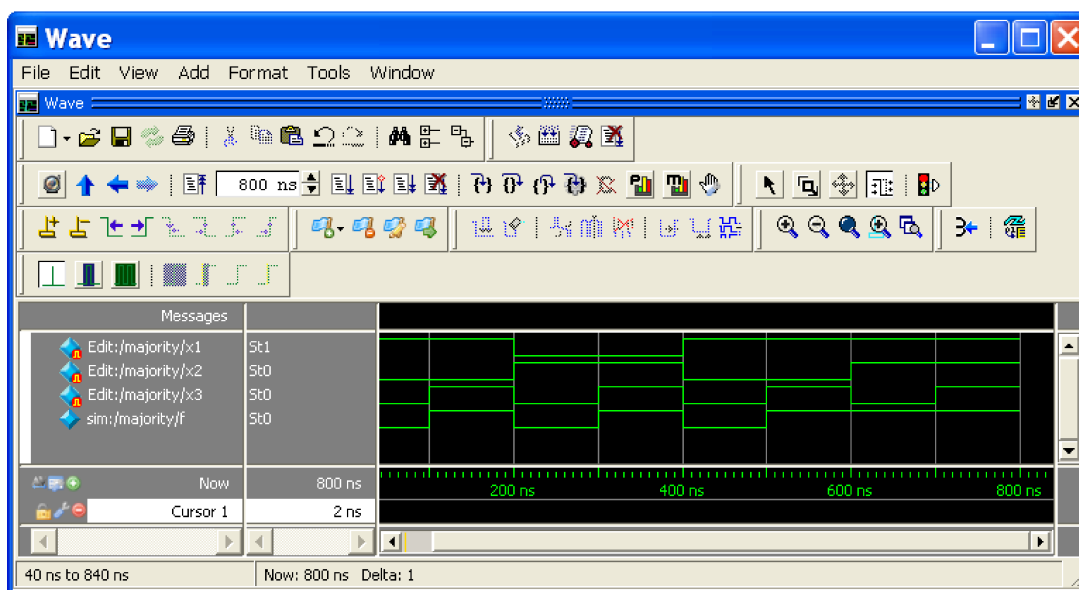 Wave
File Edit View Add Format Tools Window
Wave
800 ns
Messages
Edit:/majority/x1 St1
Edit:/majority/x2 St0
Edit:/majority/x3 St0
sim:/majority/f St0
Now 800 ns
200 ns 400 ns 600 ns 800 ns
Cursor 1 2 ns
40 ns to 840 ns Now: 800 ns Delta: 1